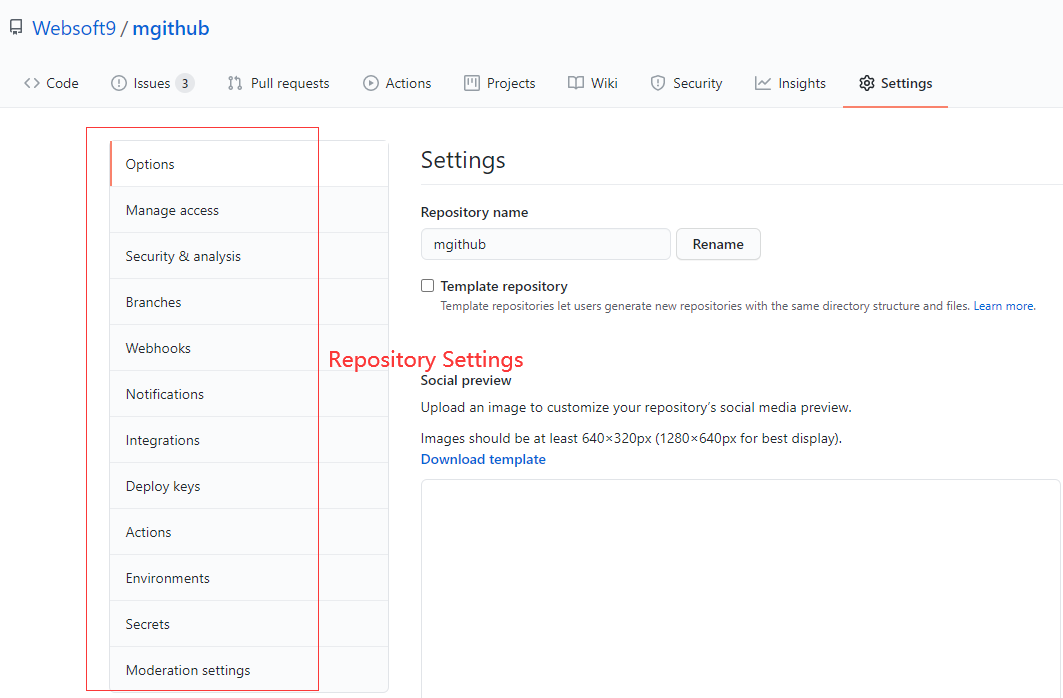 Websoft9 / mgithub
Code Issues 3 Pull requests Actions Projects Wiki Security Insights Settings
Options
Manage access
Security & analysis
Branches
Webhooks
Notifications
Integrations
Deploy keys
Actions
Environments
Secrets
Moderation settings
Repository Settings
Settings
Repository name
mgithub Rename
Template repository
Template repositories let users generate new repositories with the same directory structure and files. Learn more.
Social preview
Upload an image to customize your repository’s social media preview.
Images should be at least 640×320px (1280×640px for best display).
Download template